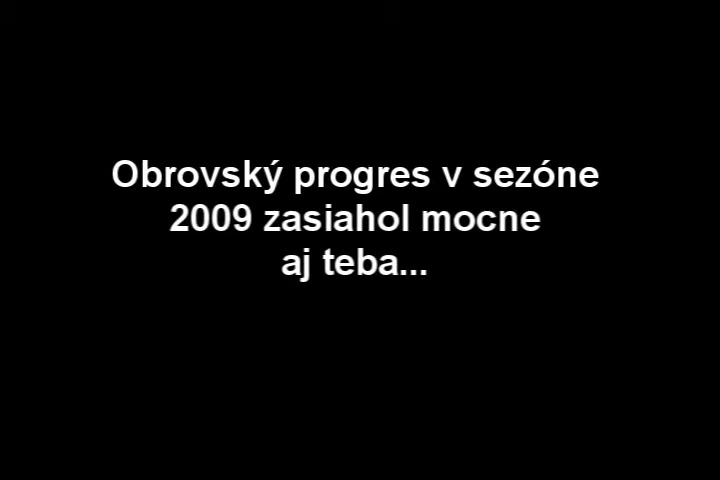 Obrovský progres v sezóne
2009 zasiahol mocne
aj teba...